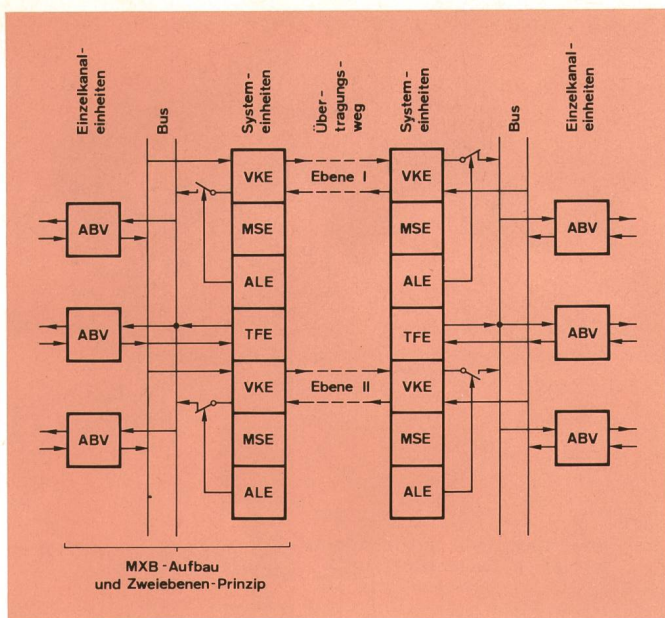 Einzelkanal-
einheiten
Bus
System-
einheiten
Über-
tragungs-
weg
System-
einheiten
Bus
Einzelkanal-
einheiten
VKE
Ebene I
VKE
ABV
MSE
MSE
ABV
ALE
ALE
ABV
TFE
TFE
ABV
VKE
Ebene II
VKE
ABV
MSE
MSE
ABV
ALE
ALE
MXB-Aufbau
und Zweiebenen-Prinzip